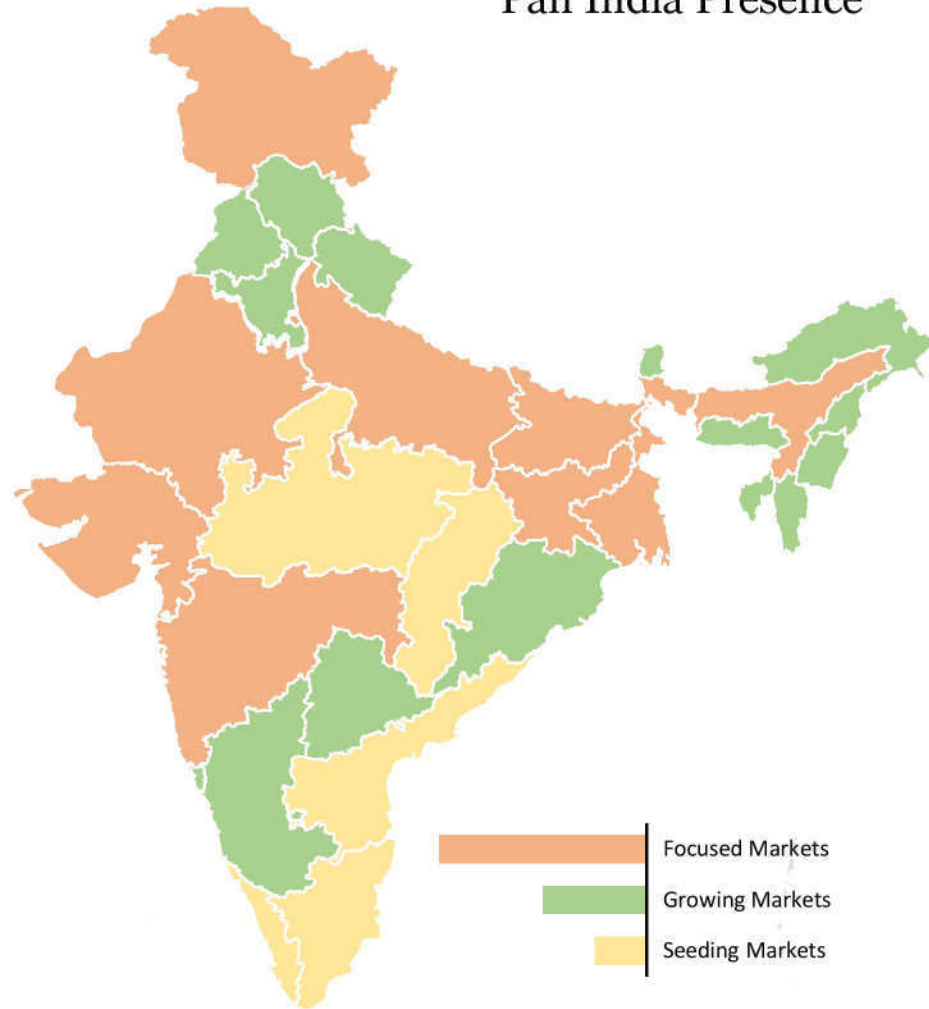 Pan India Presence
Focused Markets
Growing Markets
Seeding Markets